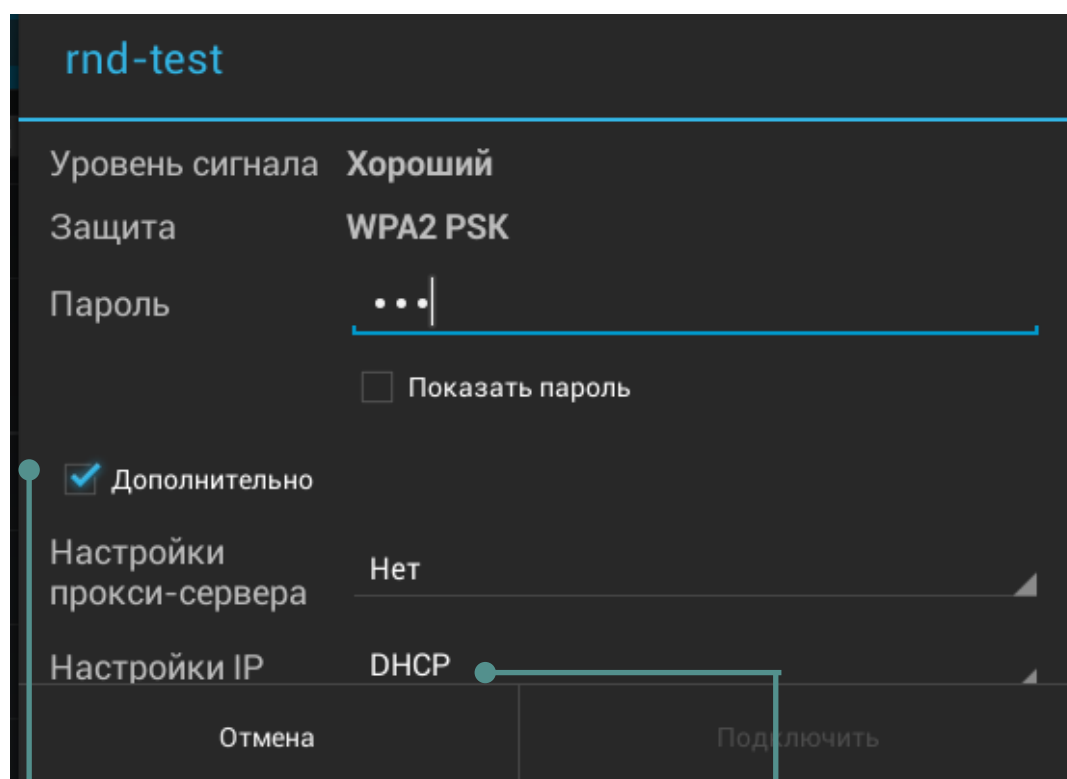 rnd-test
Уровень сигнала Хороший
Защита WPA2 PSK
Пароль •••
Показать пароль
Дополнительно
Настройки
прокси-сервера Нет
Настройки IP DHCP
Отмена Подключить